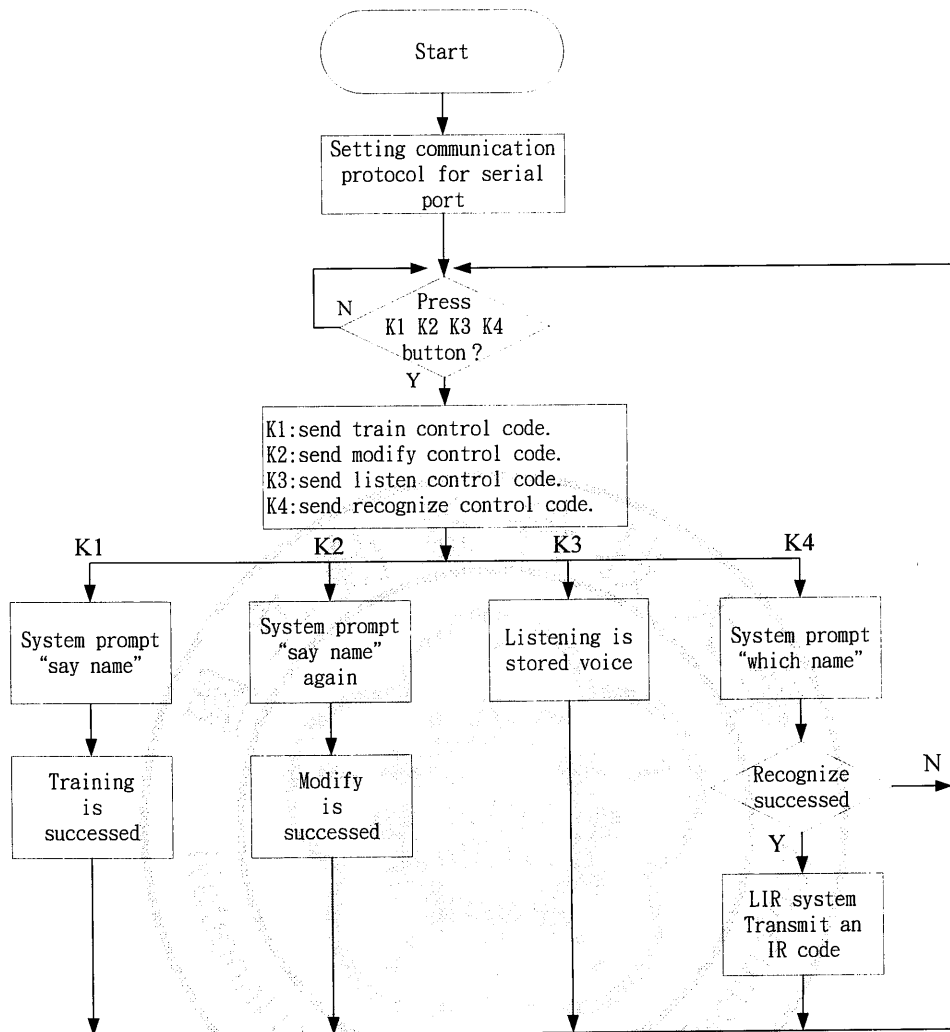 Start
Setting communication
protocol for serial
port
N
Press
K1 K2 K3 K4
button?
Y
K1:send train control code.
K2:send modify control code.
K3:send listen control code.
K4:send recognize control code.
K1
K2
K3
K4
System prompt
“say name”
System prompt
“say name”
again
Listening is
stored voice
System prompt
“which name”
Training
is
successed
Modify
is
successed
Recognize
successed
N
Y
LIR system
Transmit an
IR code